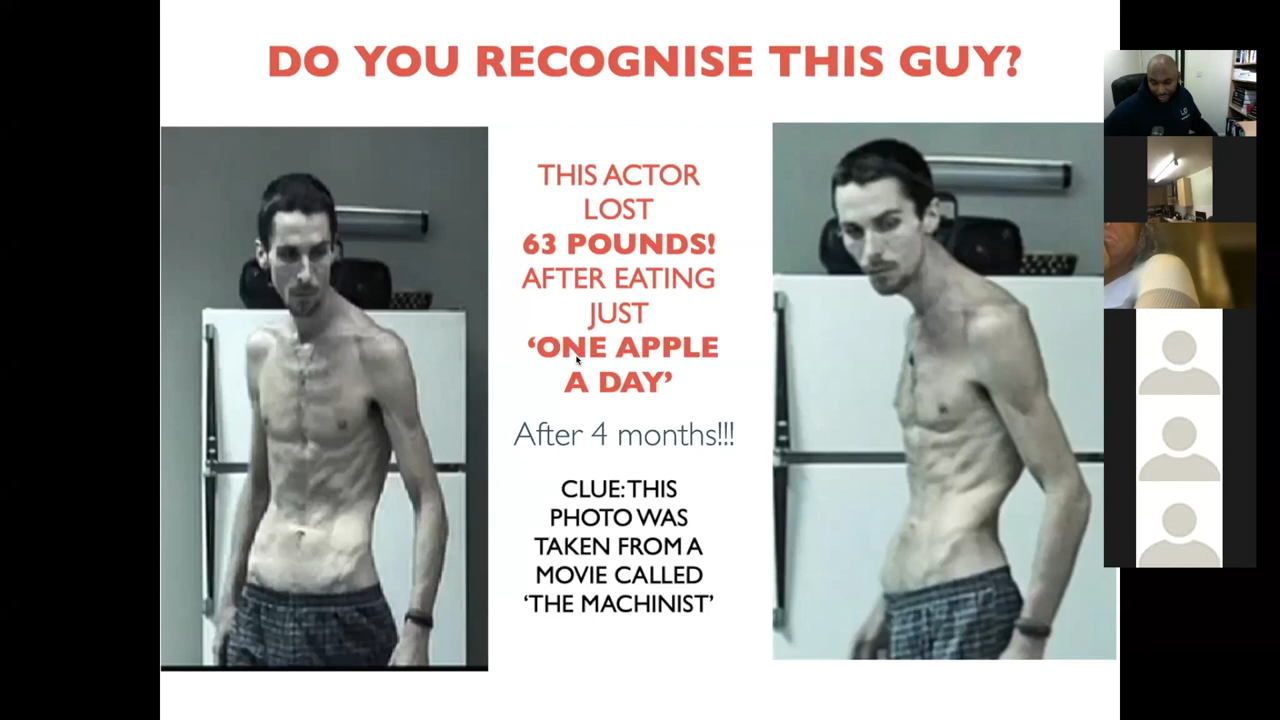 DO YOU RECOGNISE THIS GUY?
THIS ACTOR
LOST
63 POUNDS!
AFTER EATING
JUST
‘ONE APPLE
A DAY’
After 4 months!!!
CLUE: THIS
PHOTO WAS
TAKEN FROM A
MOVIE CALLED
‘THE MACHINIST’